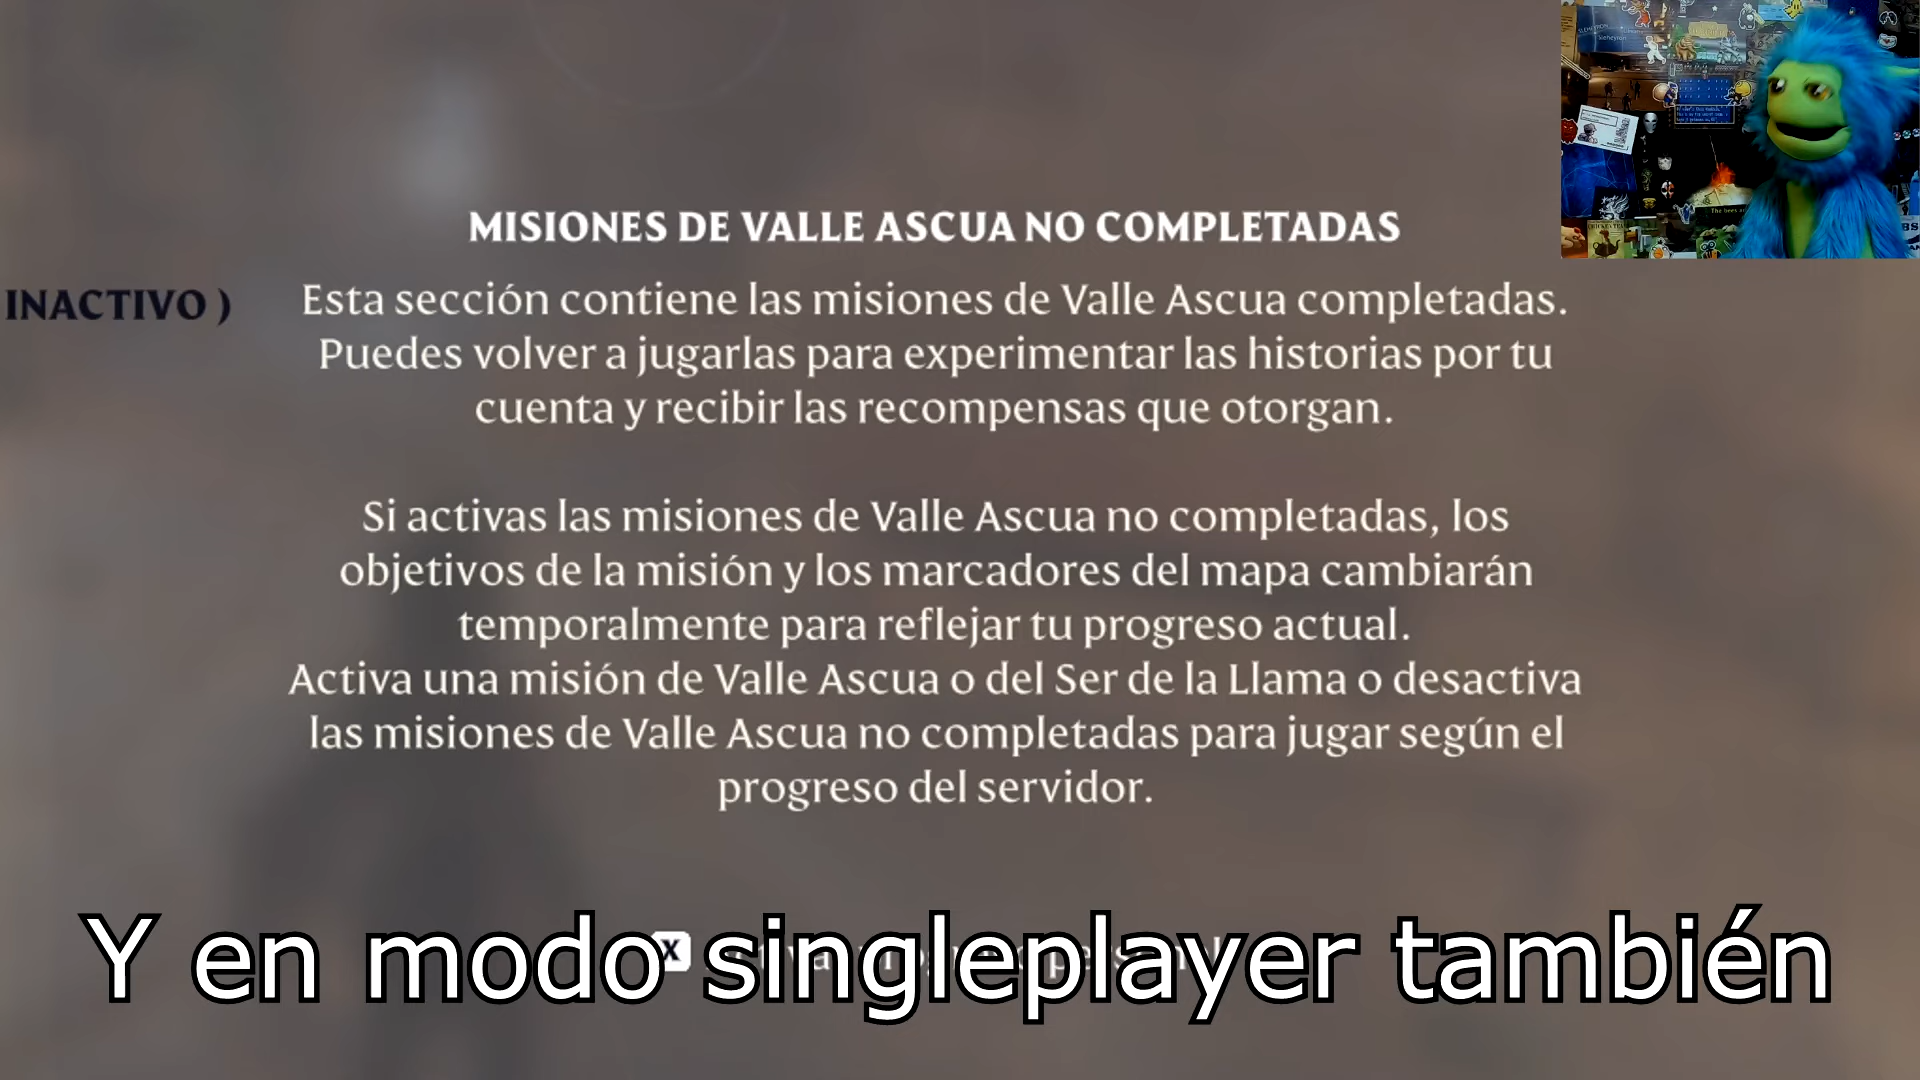 MISIONES DE VALLE ASCUA NO COMPLETADAS
INACTIVO )
Esta sección contiene las misiones de Valle Ascua completadas.
Puedes volver a jugarlas para experimentar las historias por tu
cuenta y recibir las recompensas que otorgan.
Si activas las misiones de Valle Ascua no completadas, los
objetivos de la misión y los marcadores del mapa cambiarán
temporalmente para reflejar tu progreso actual.
Activa una misión de Valle Ascua o del Ser de la Llama o desactiva
las misiones de Valle Ascua no completadas para jugar según el
progreso del servidor.
X
Y en modo singleplayer también